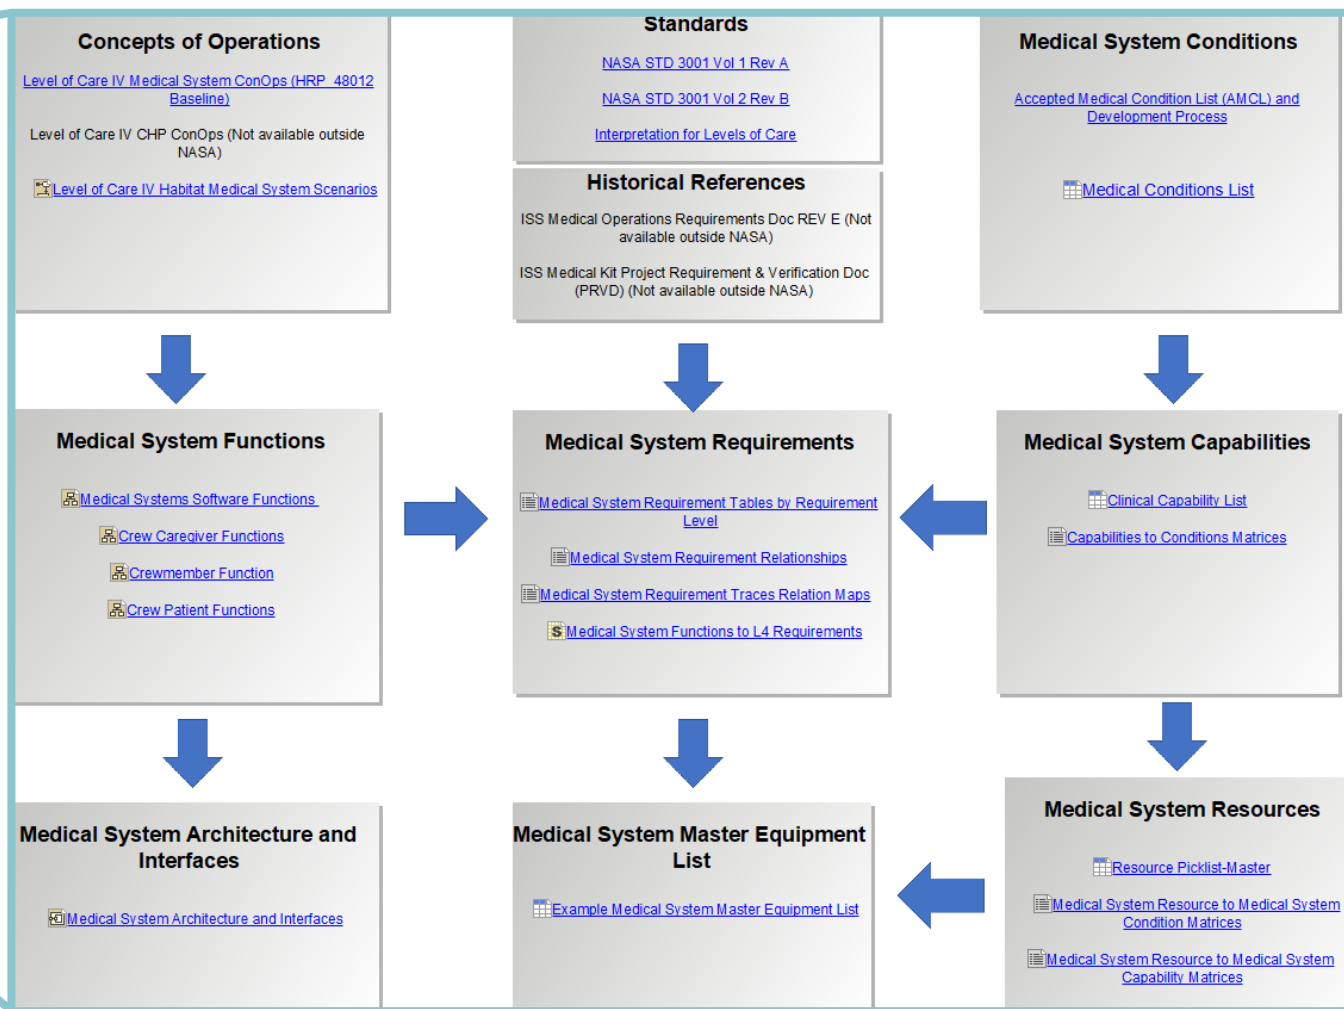 Concepts of Operations
Level of Care IV Medical System ConOps (HRP_48012
Baseline)
Level of Care IV CHP ConOps (Not available outside
NASA)
Level of Care IV Habitat Medical System Scenarios
Standards
NASA STD 3001 Vol 1 Rev A
NASA STD 3001 Vol 2 Rev B
Interpretation for Levels of Care
Historical References
ISS Medical Operations Requirements Doc REV E (Not
available outside NASA)
ISS Medical Kit Project Requirement & Verification Doc
(PRVD) (Not available outside NASA)
Medical System Conditions
Accepted Medical Condition List (AMCL) and
Development Process
Medical Conditions List
Medical System Functions
Medical Systems Software Functions
Crew Caregiver Functions
Crewmember Function
Crew Patient Functions
Medical System Requirements
Medical System Requirement Tables by Requirement
Level
Medical System Requirement Relationships
Medical System Requirement Traces Relation Maps
S Medical System Functions to L4 Requirements
Medical System Capabilities
Clinical Capability List
Capabilities to Conditions Matrices
Medical System Architecture and
Interfaces
Medical System Architecture and Interfaces
Medical System Master Equipment
List
Example Medical System Master Equipment List
Medical System Resources
Resource Picklist-Master
Medical System Resource to Medical System
Condition Matrices
Medical System Resource to Medical System
Capability Matrices